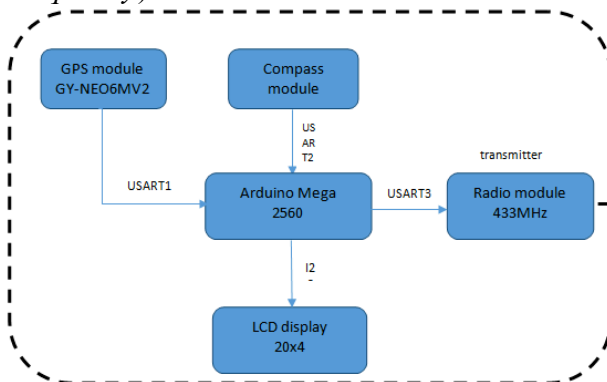 GPS module
GY-NEO6MV2
Compass
module
US
AR
T2
transmitter
USART1
Arduino Mega
2560
USART3
Radio module
433MHz
I2
-
LCD display
20x4